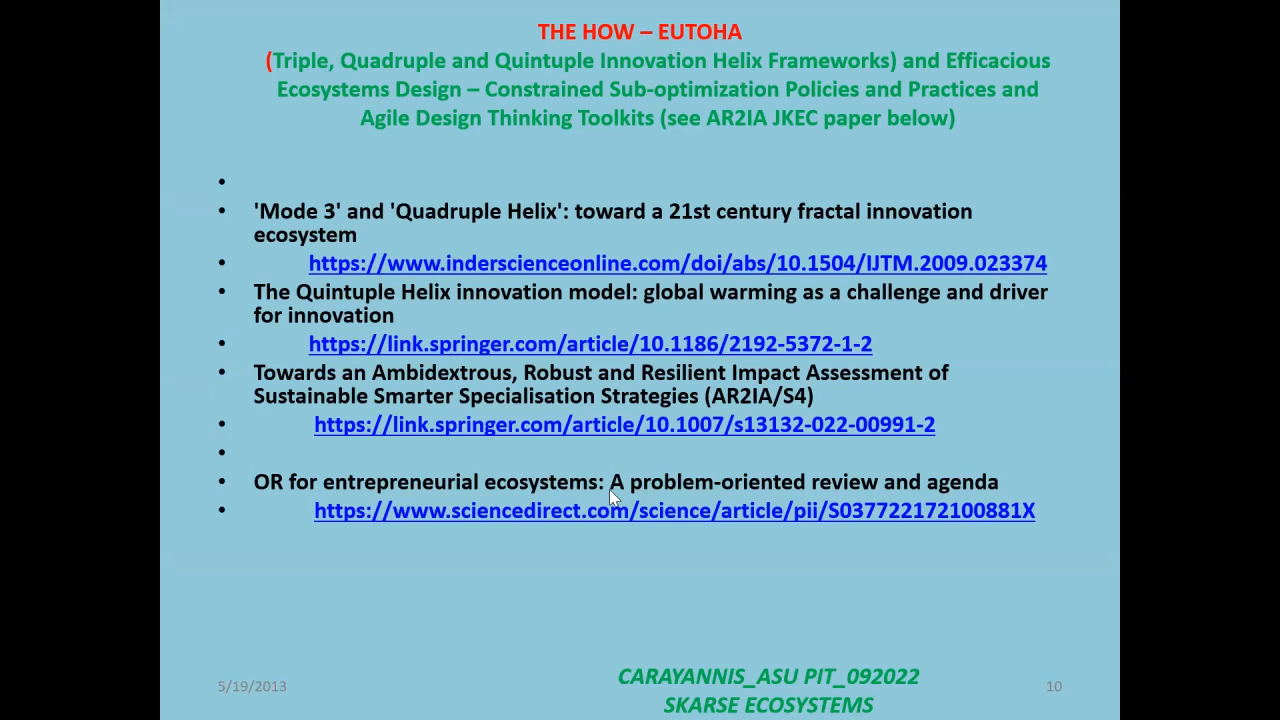 THE HOW – EUTOHA
(Triple, Quadruple and Quintuple Innovation Helix Frameworks) and Efficacious
Ecosystems Design – Constrained Sub-optimization Policies and Practices and
Agile Design Thinking Toolkits (see AR2IA JKEC paper below)
•
• 'Mode 3' and 'Quadruple Helix': toward a 21st century fractal innovation
ecosystem
• https://www.inderscienceonline.com/doi/abs/10.1504/IJTM.2009.023374
• The Quintuple Helix innovation model: global warming as a challenge and driver
for innovation
• https://link.springer.com/article/10.1186/2192-5372-1-2
• Towards an Ambidextrous, Robust and Resilient Impact Assessment of
Sustainable Smarter Specialisation Strategies (AR2IA/S4)
• https://link.springer.com/article/10.1007/s13132-022-00991-2
•
• OR for entrepreneurial ecosystems: A problem-oriented review and agenda
• https://www.sciencedirect.com/science/article/pii/S037722172100881X
5/19/2013
CARAYANNIS_ASU PIT_092022
SKARSE ECOSYSTEMS
10